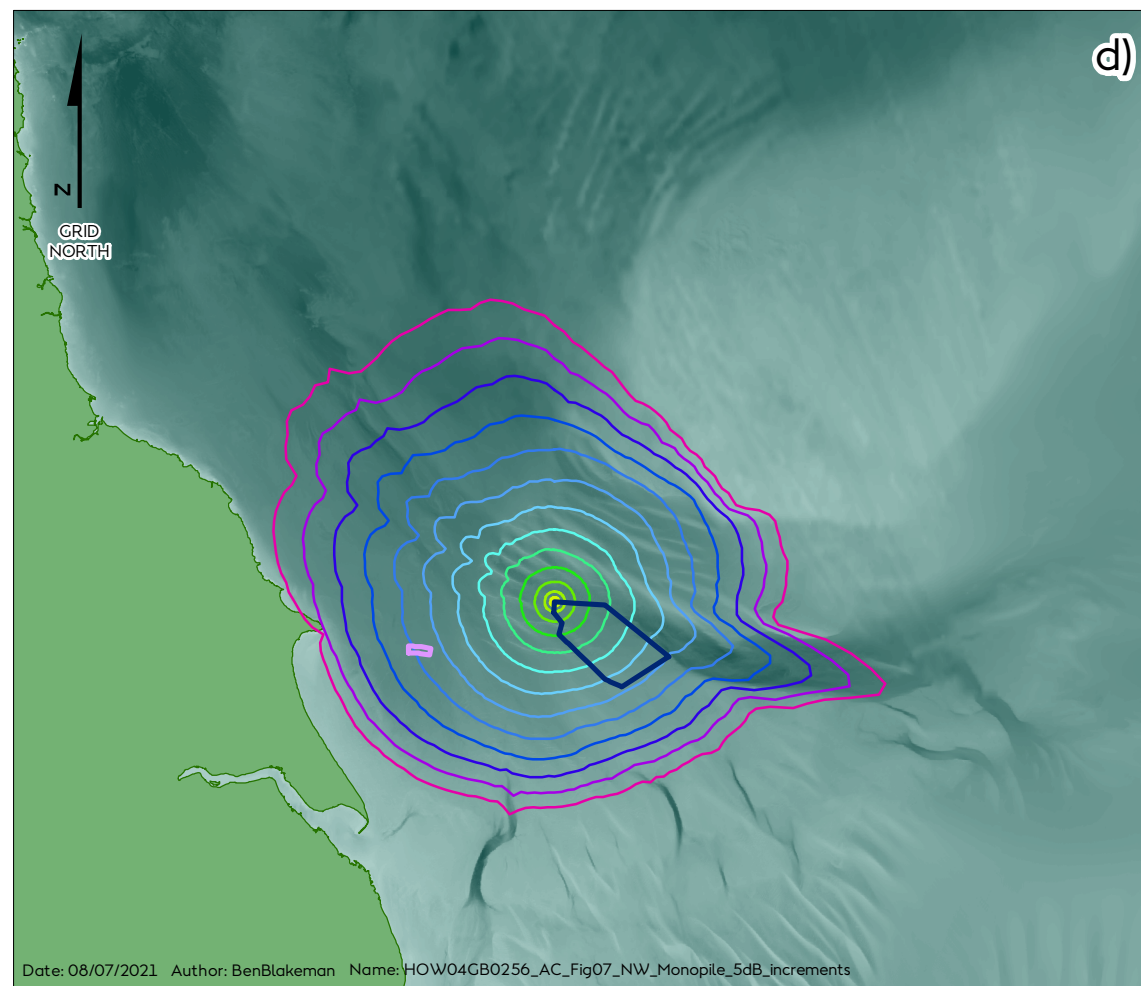 d)
N
GRID
NORTH
Date: 08/07/2021 Author: BenBlakeman Name: HOW04GB0256_AC_Fig07_NW_Monopile_5dB_increments